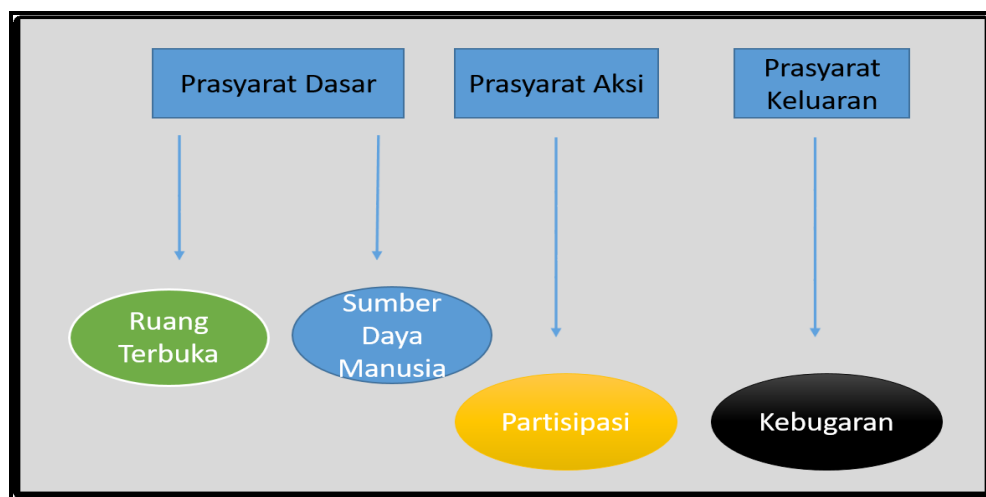 Prasyarat Dasar
Prasyarat Aksi
Prasyarat
Keluaran
Ruang
Terbuka
Sumber
Daya
Manusia
Partisipasi
Kebugaran